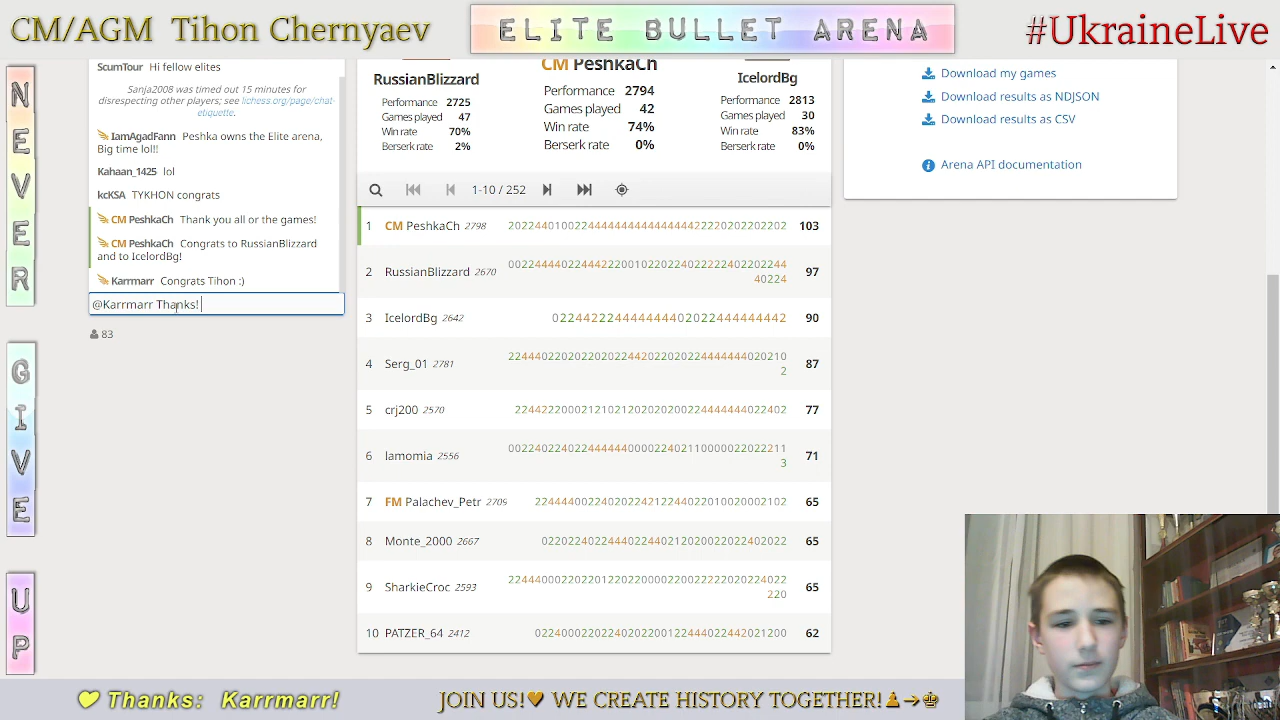 CM/AGM Tihon Chernyaev
ELITE BULLET ARENA
#UkraineLive
NEVER
GIVE
UP
ScumTour Hi fellow elites
Sanja2008 was timed out 15 minutes for
disrespecting other players; see lichess.org/page/chat-
etiquette.
IamAgadFann Peshka owns the Elite arena,
Big time lol!!
Kahaan_1425 lol
kcKSA TYKHON congrats
CM PeshkaCh Thank you all or the games!
CM PeshkaCh Congrats to RussianBlizzard
and to IcelordBg!
Karrmarr Congrats Tihon :)
@Karrmarr Thanks!
83
RussianBlizzard
Performance 2725
Games played 47
Win rate 70%
Berserk rate 2%
CM PeshkaCh
Performance 2794
Games played 42
Win rate 74%
Berserk rate 0%
IcelordBg
Performance 2813
Games played 30
Win rate 83%
Berserk rate 0%
1-10 / 252
1 CM PeshkaCh 2798 103
2 RussianBlizzard 2670 97
3 IcelordBg 2642 90
4 Serg_01 2781 87
5 crj200 2570 77
6 lamomia 2556 71
7 FM Palachev_Petr 2709 65
8 Monte_2000 2667 65
9 SharkieCroc 2593 65
10 PATZER_64 2412 62
Download my games
Download results as NDJSON
Download results as CSV
Arena API documentation
Thanks: Karrmarr!
JOIN US! WE CREATE HISTORY TOGETHER!